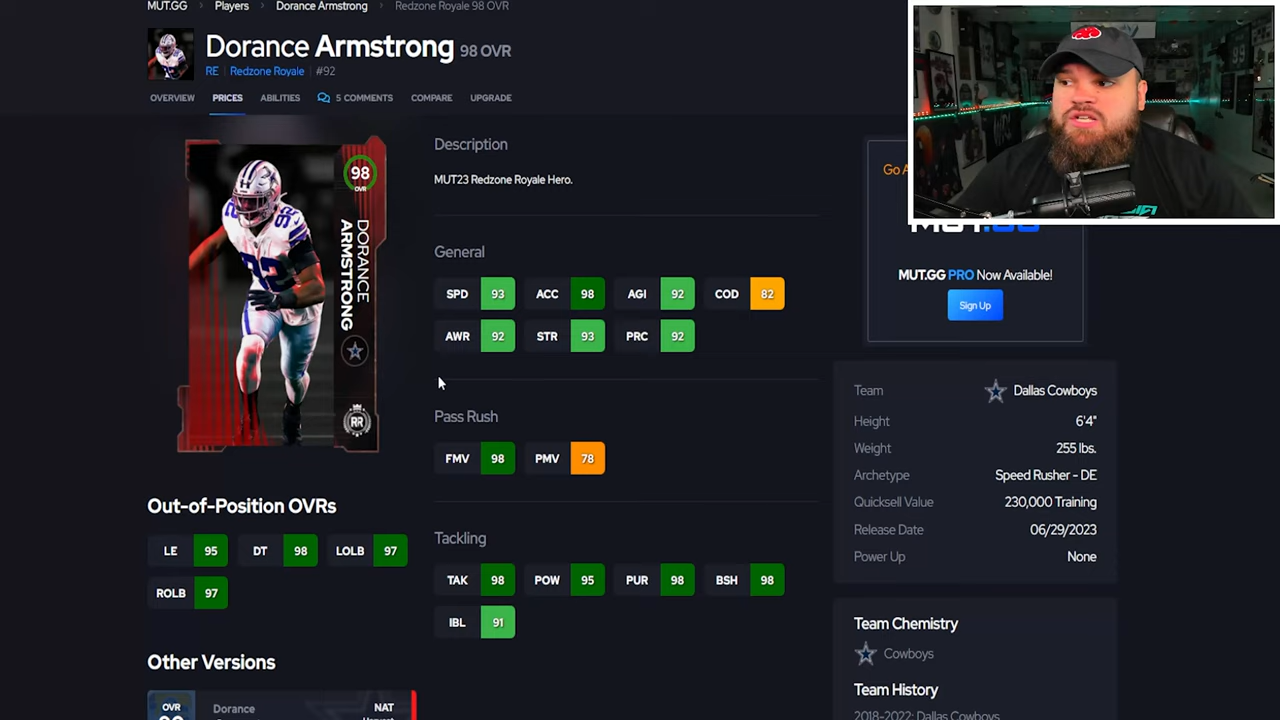 MUT.GG
Players
Dorance Armstrong
Redzone Royale 98 OVR
Dorance Armstrong 98 OVR
RE
Redzone Royale
#92
OVERVIEW
PRICES
ABILITIES
5 COMMENTS
COMPARE
UPGRADE
98
OVR
DORANCE
ARMSTRONG
RR
Description
MUT23 Redzone Royale Hero.
General
SPD 93 ACC 98 AGI 92 COD 82
AWR 92 STR 93 PRC 92
Pass Rush
FMV 98 PMV 78
Tackling
TAK 98 POW 95 PUR 98 BSH 98
IBL 91
Out-of-Position OVRs
LE 95 DT 98 LOLB 97
ROLB 97
Other Versions
OVR
Dorance
NAT
Go
MUT.GG PRO Now Available!
Sign Up
Team Dallas Cowboys
Height 6'4"
Weight 255 lbs.
Archetype Speed Rusher - DE
Quicksell Value 230,000 Training
Release Date 06/29/2023
Power Up None
Team Chemistry
Cowboys
Team History
2018-2022: Dallas Cowboys